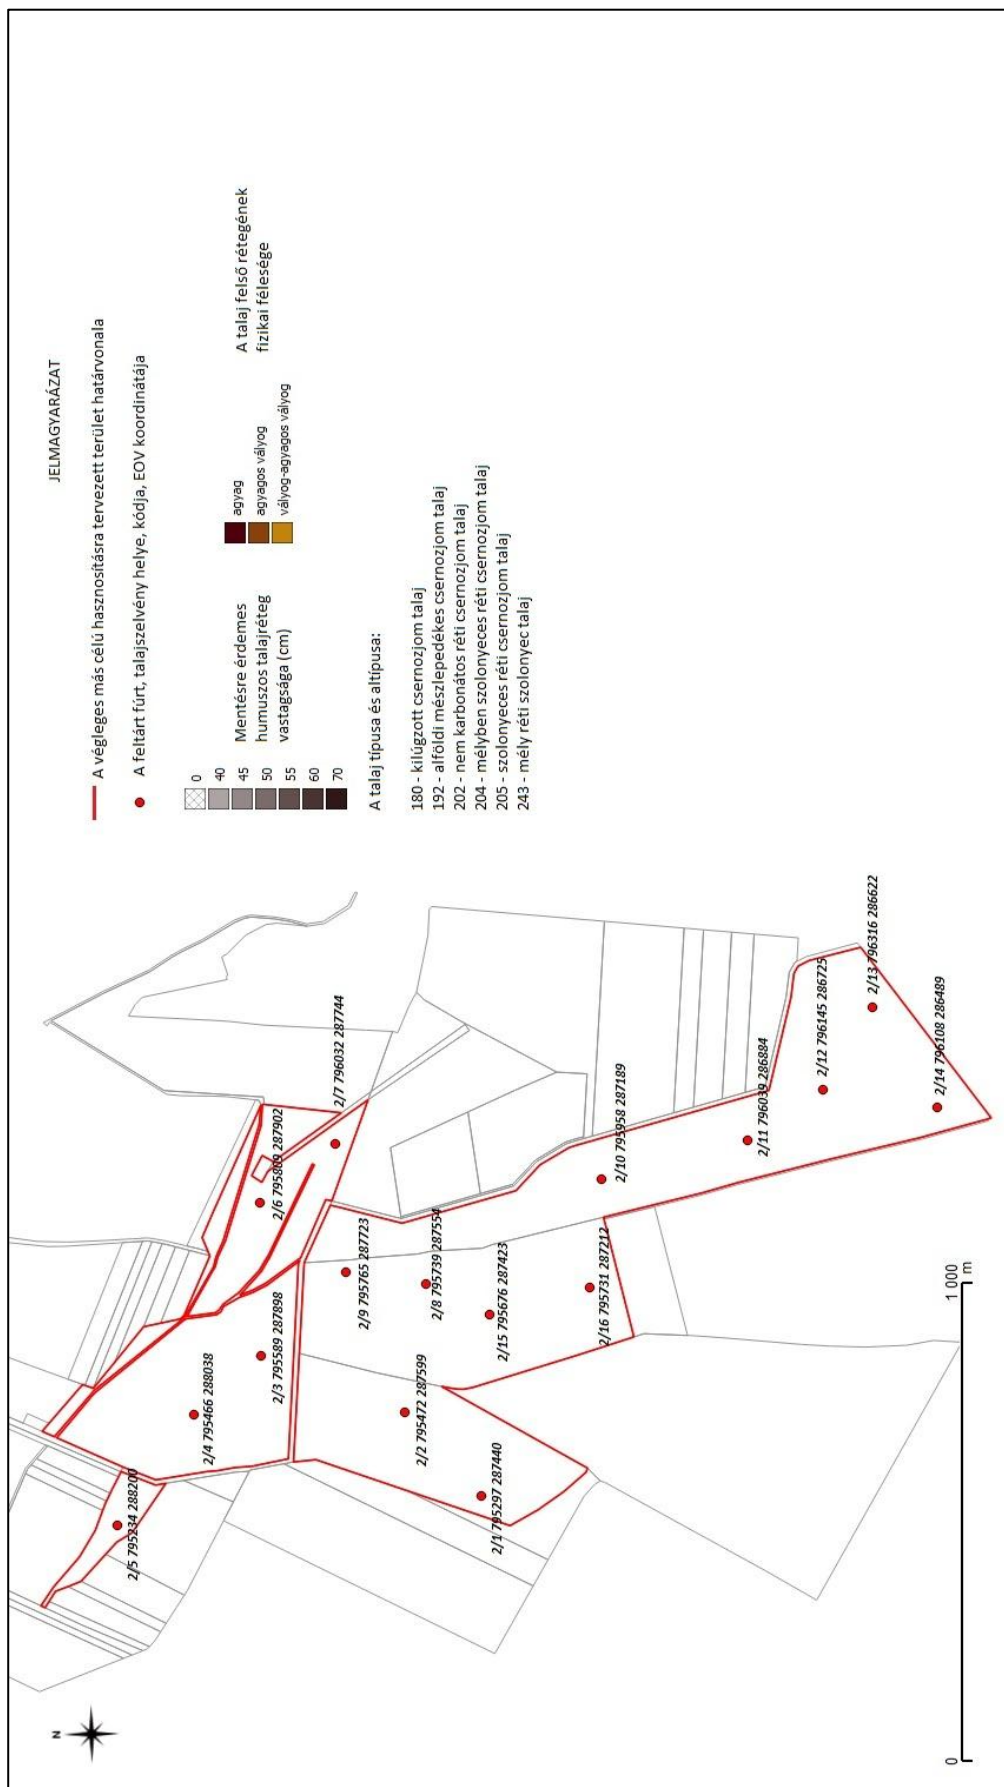 JELMAGYARÁZAT
A végleges más célú hasznosításra tervezett terület határvonala
A feltárt fúrt, talajszelvény helye, kódja, EOV koordinátája
Mentésre érdemes
humuszos talajréteg
vastagsága (cm)
0
40
45
50
55
60
70
A talaj felső rétegének
fizikai félesége
agyag
agyagos vályog
vályog-agyagos vályog
A talaj típusa és altípusa:
180 - kilúgzott csernozjom talaj
192 - alföldi mészlepedékes csernozjom talaj
202 - nem karbonátos réti csernozjom talaj
204 - mélyben szolonyeces réti csernozjom talaj
205 - szolonyeces réti csernozjom talaj
243 - mély réti szolonyec talaj
N
2/5 795234 288200
2/4 795466 288038
2/3 795589 287898
2/6 795889 287902
2/7 796032 287744
2/9 795765 287723
2/8 795739 287554
2/2 795472 287599
2/1 795297 287440
2/15 795676 287423
2/16 795731 287212
2/10 795958 287189
2/11 796039 286884
2/12 796145 286725
2/13 796316 286622
2/14 796108 286489
0
1 000
m